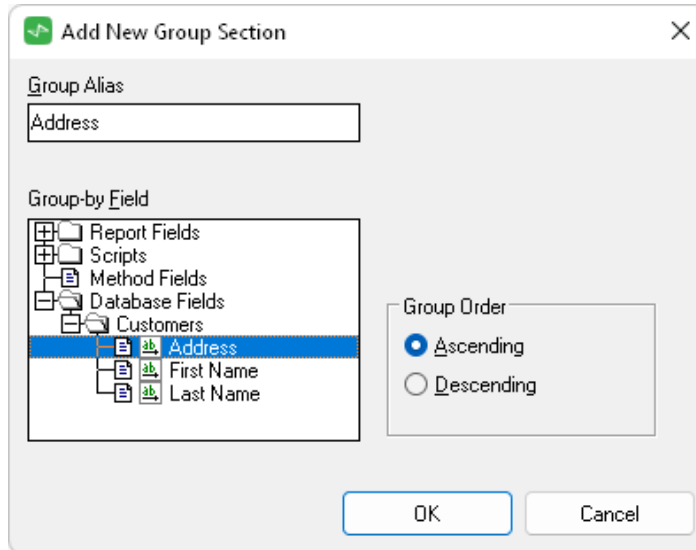 Add New Group Section
Group Alias
Address
Group-by Field
Report Fields
Scripts
Method Fields
Database Fields
Customers
Address
First Name
Last Name
Group Order
Ascending
Descending
OK
Cancel